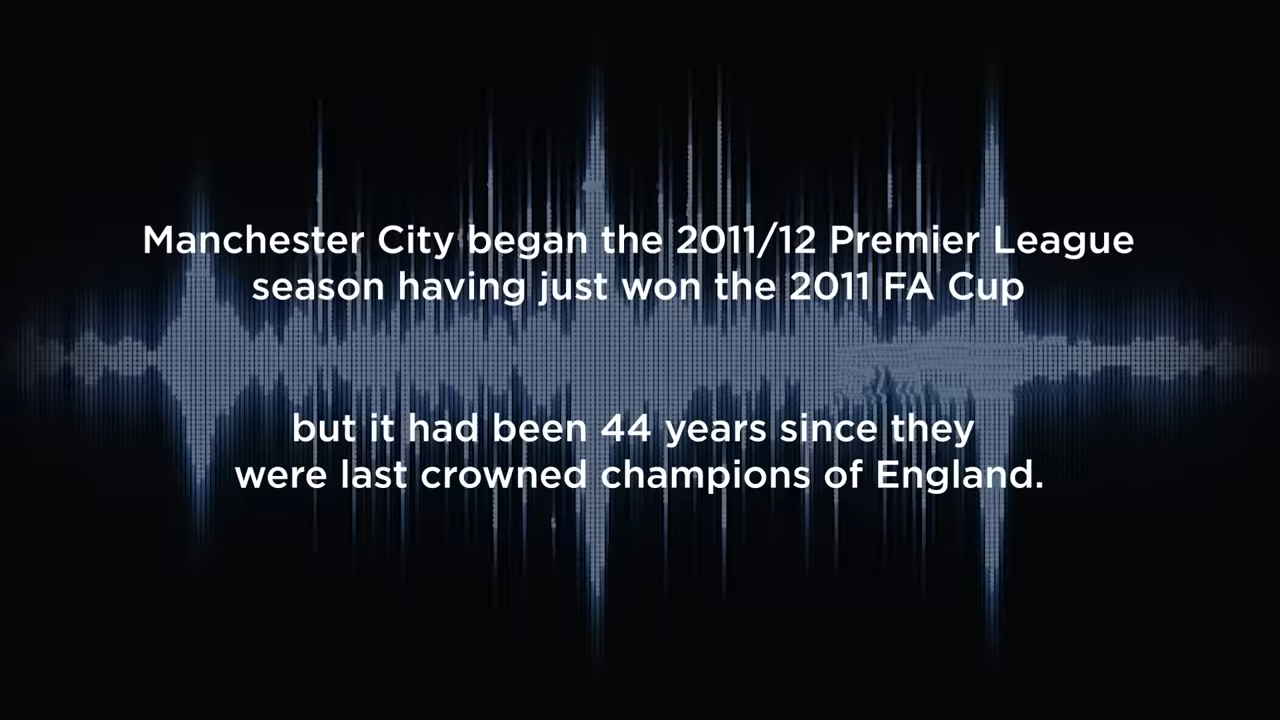 Manchester City began the 2011/12 Premier League
season having just won the 2011 FA Cup
but it had been 44 years since they
were last crowned champions of England.